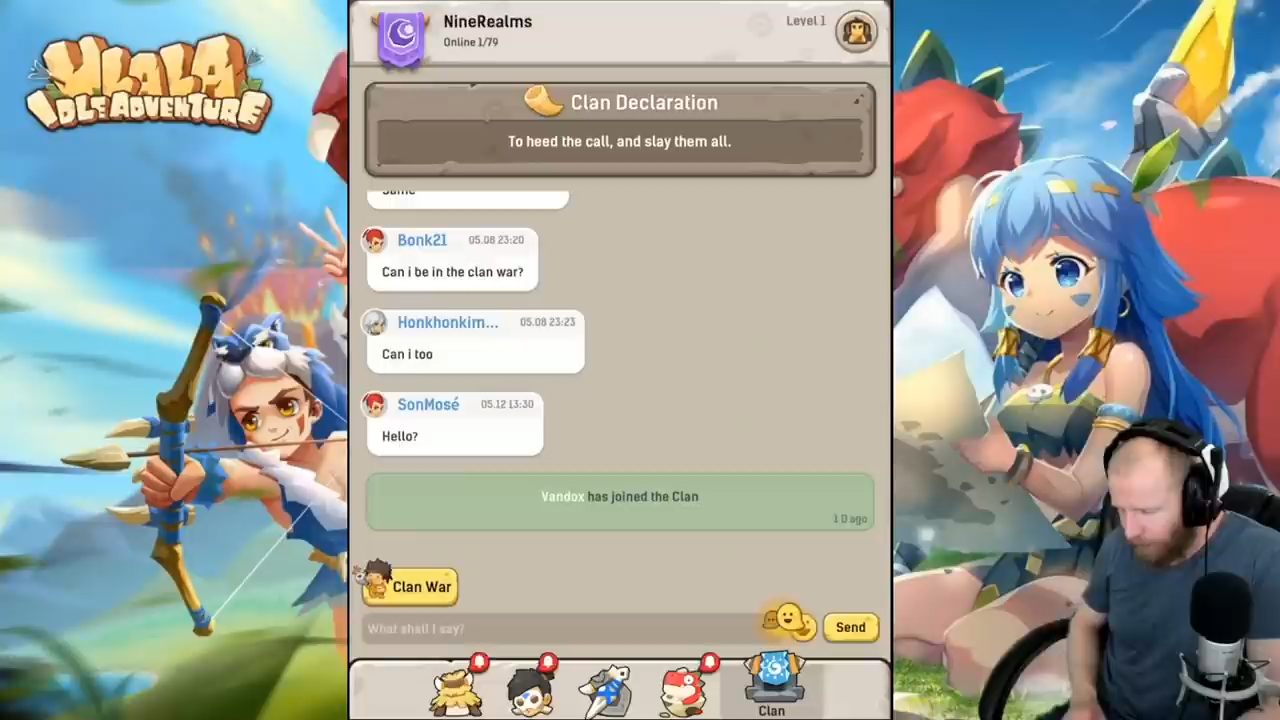 ULALA
IDLE ADVENTURE
NineRealms
Level 1
Online 1/79
Clan Declaration
To heed the call, and slay them all.
Bonk21 05.08 23:20
Can i be in the clan war?
Honkhonkim... 05.08 23:23
Can i too
SonMosé 05.12 13:30
Hello?
Vandox has joined the Clan
1 D ago
Clan War
What shall I say?
Send
Clan